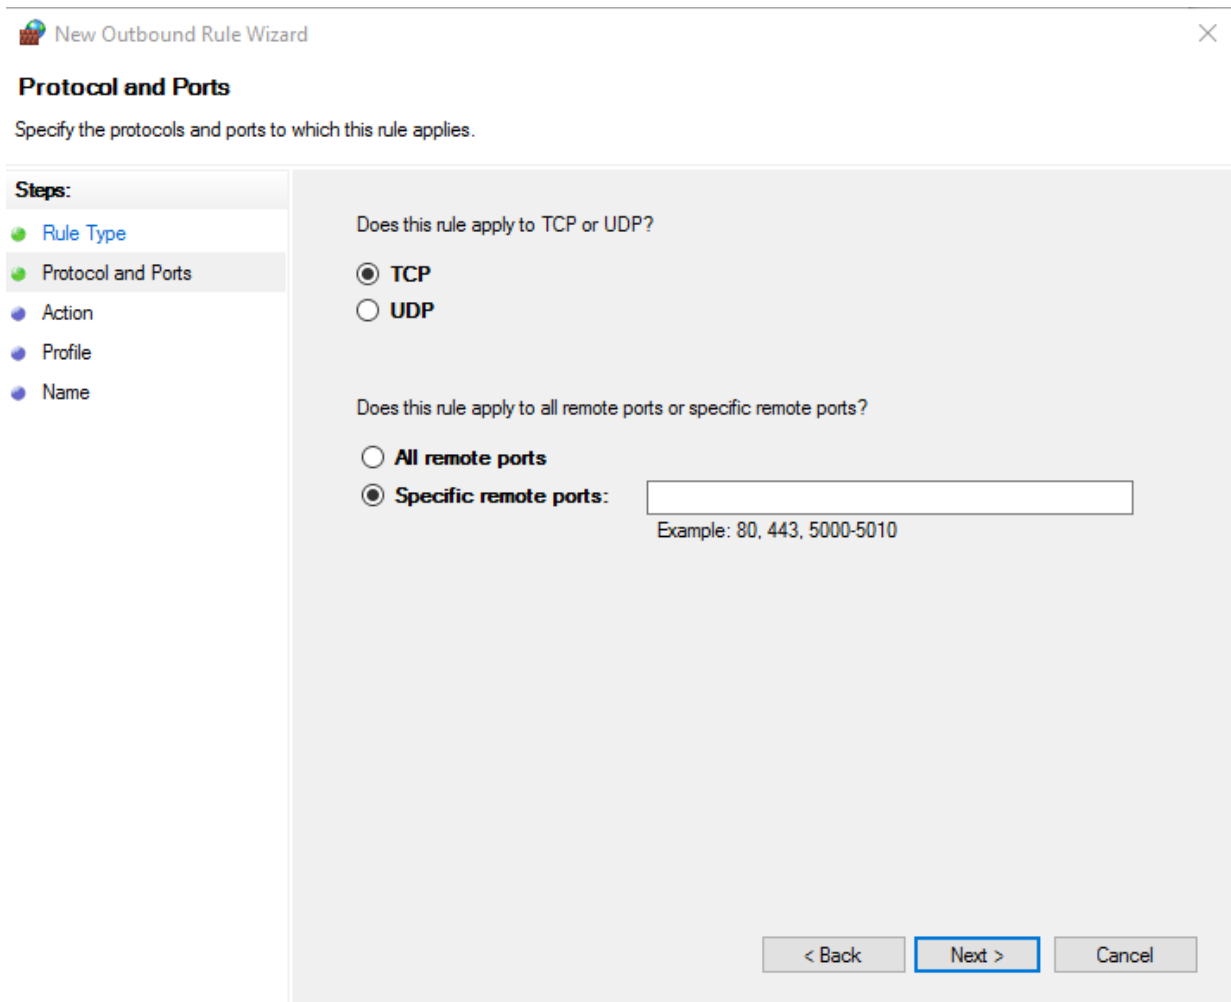 New Outbound Rule Wizard
Protocol and Ports
Specify the protocols and ports to which this rule applies.
Steps:
Rule Type
Protocol and Ports
Action
Profile
Name
Does this rule apply to TCP or UDP?
TCP
UDP
Does this rule apply to all remote ports or specific remote ports?
All remote ports
Specific remote ports:
Example: 80, 443, 5000-5010
< Back
Next >
Cancel